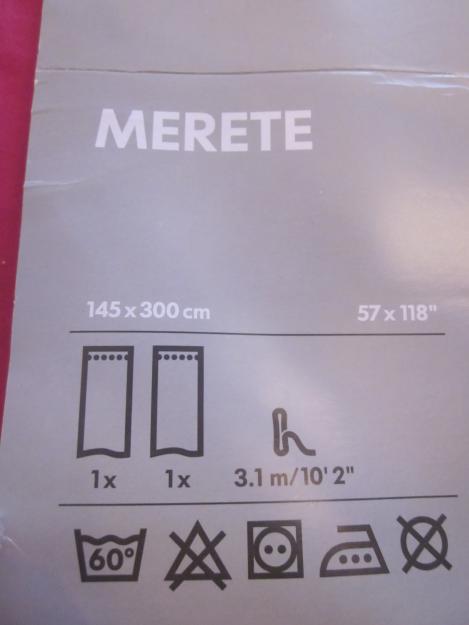 MERETE
145 x 300 cm 57 x 118"
1x 1x 3.1 m/10' 2"
60°